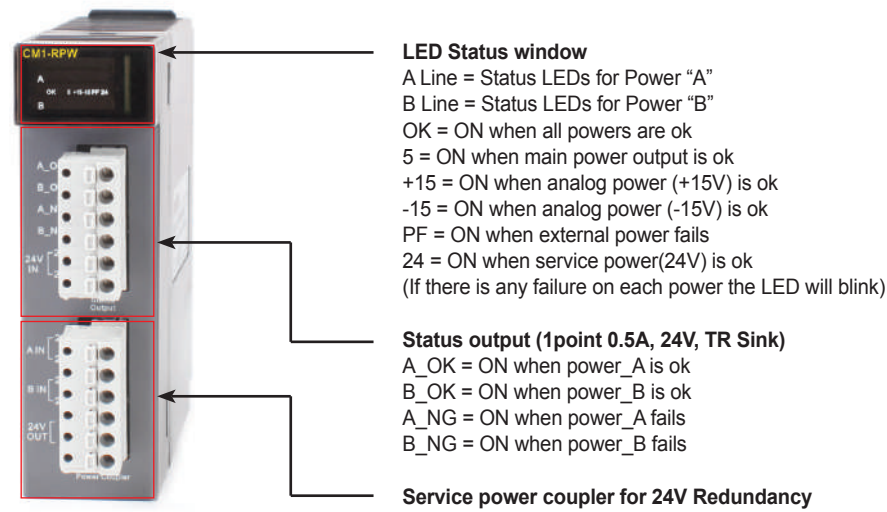 CM1-RPW
A
OK 5 +15-15 PF 24
B
A_O
B_O
A_N
B_N
24V
IN
Output
A IN
B IN
24V
OUT
Power Coupler
LED Status window
A Line = Status LEDs for Power “A”
B Line = Status LEDs for Power “B”
OK = ON when all powers are ok
5 = ON when main power output is ok
+15 = ON when analog power (+15V) is ok
-15 = ON when analog power (-15V) is ok
PF = ON when external power fails
24 = ON when service power(24V) is ok
(If there is any failure on each power the LED will blink)
Status output (1point 0.5A, 24V, TR Sink)
A_OK = ON when power_A is ok
B_OK = ON when power_B is ok
A_NG = ON when power_A fails
B_NG = ON when power_B fails
Service power coupler for 24V Redundancy